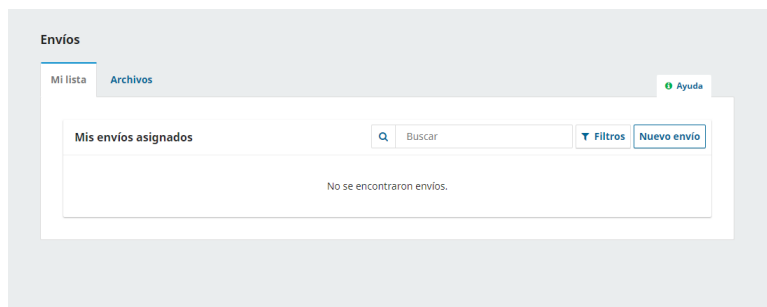 Envíos
Mi lista Archivos
Ayuda
Mis envíos asignados Buscar Filtros Nuevo envío
No se encontraron envíos.